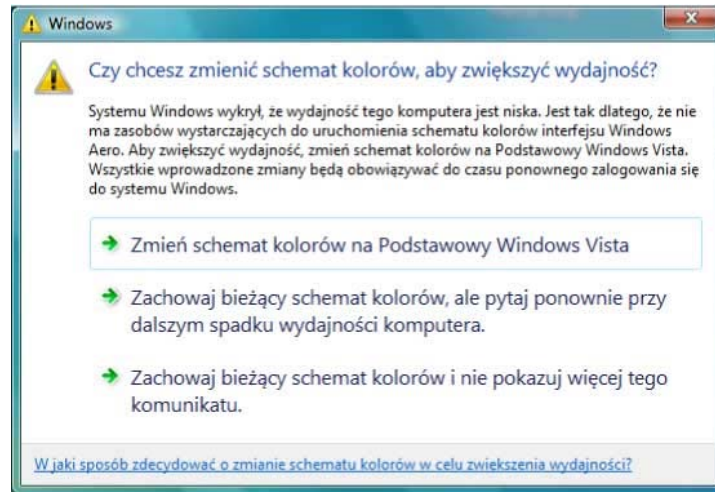 Windows
Czy chcesz zmienić schemat kolorów, aby zwiększyć wydajność?
Systemu Windows wykrył, że wydajność tego komputera jest niska. Jest tak dlatego, że nie
ma zasobów wystarczających do uruchomienia schematu kolorów interfejsu Windows
Aero. Aby zwiększyć wydajność, zmień schemat kolorów na Podstawowy Windows Vista.
Wszystkie wprowadzone zmiany będą obowiązywać do czasu ponownego zalogowania się
do systemu Windows.
Zmień schemat kolorów na Podstawowy Windows Vista
Zachowaj bieżący schemat kolorów, ale pytaj ponownie przy
dalszym spadku wydajności komputera.
Zachowaj bieżący schemat kolorów i nie pokazuj więcej tego
komunikatu.
W jaki sposób zdecydować o zmianie schematu kolorów w celu zwiększenia wydajności?